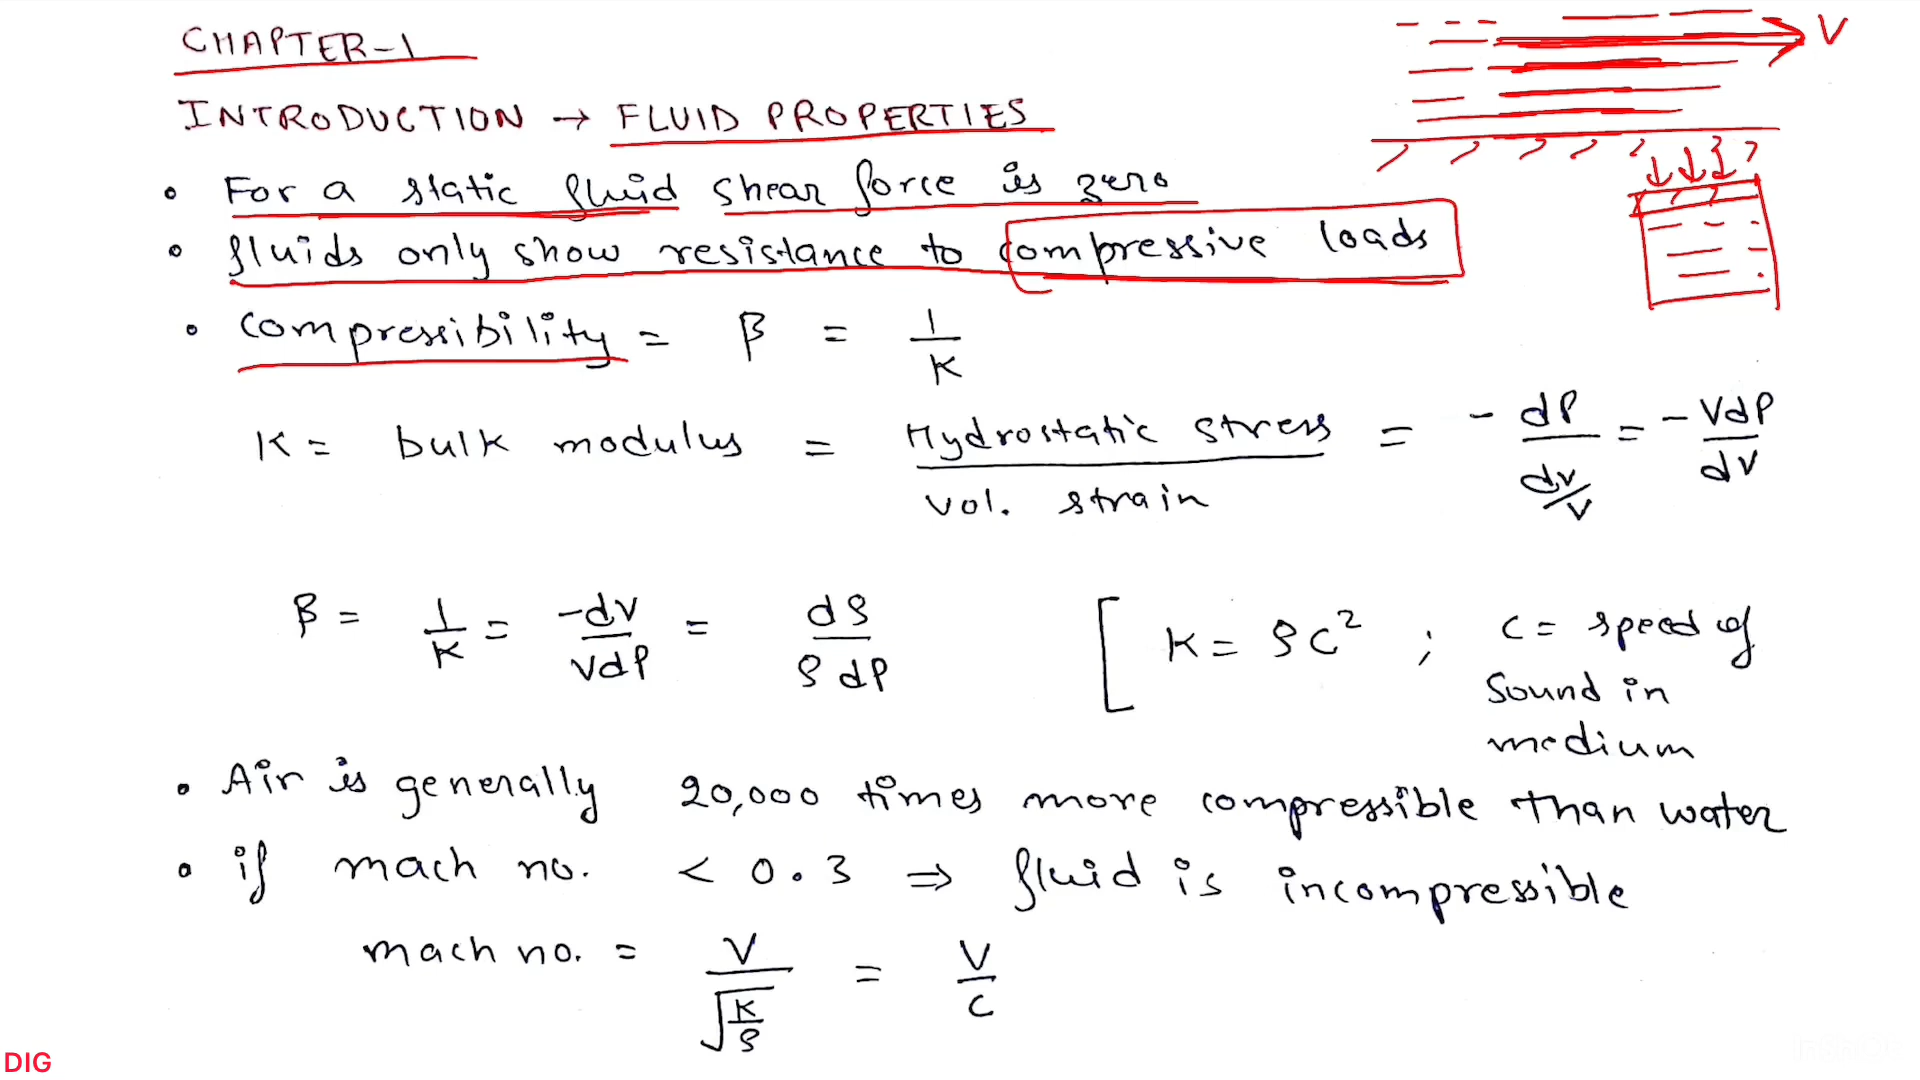 CHAPTER-1
INTRODUCTION → FLUID PROPERTIES
• For a static fluid shear force is zero
• fluids only show resistance to compressive loads
• compressibility = β = 1/K
K = bulk modulus = Hydrostatic stress / vol. strain = - dP / (dv/v) = - VdP / dV
β = 1/K = -dv / vdP = dρ / ρ dP [ K = ρC² ; C = speed of sound in medium
• Air is generally 20,000 times more compressible than water
• if mach no. < 0.3 ⇒ fluid is incompressible
mach no. = V / √(K/ρ) = V / C
V
DIG